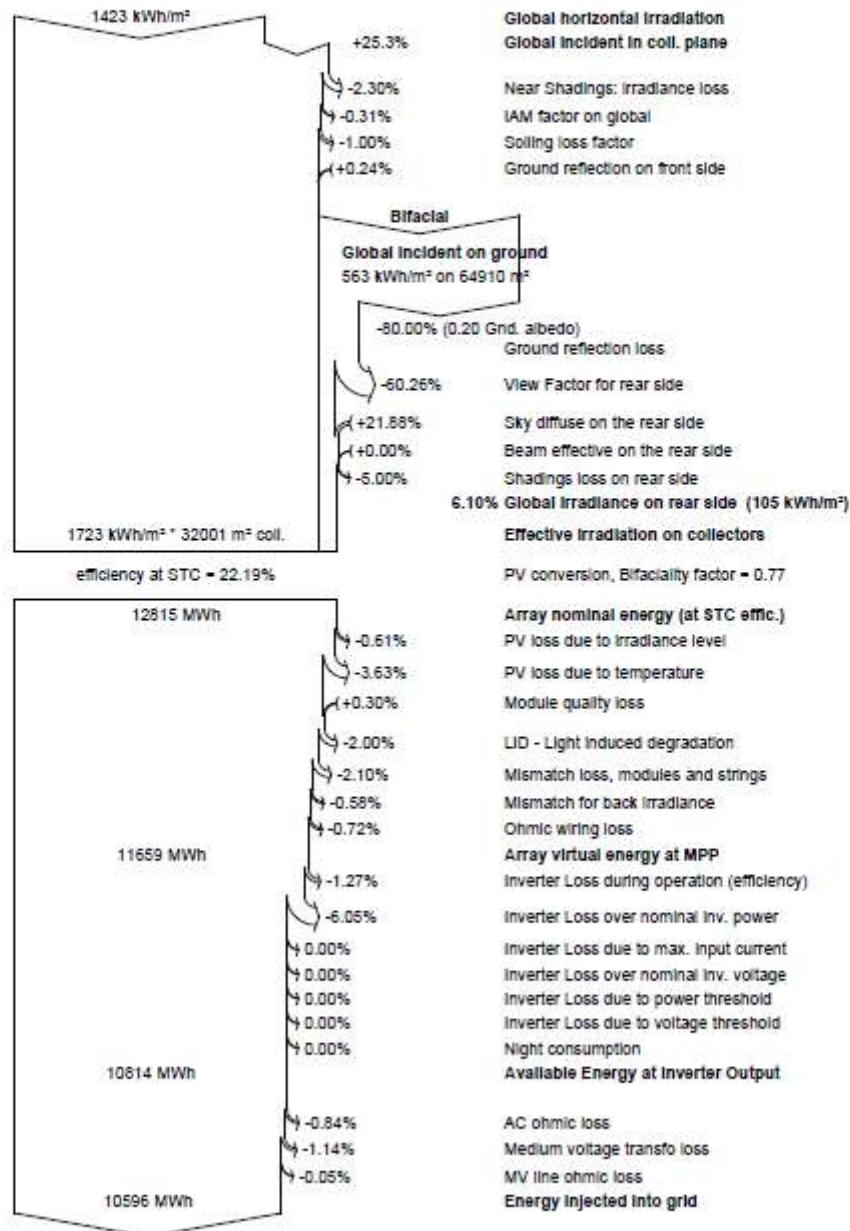 1423 kWh/m² Global horizontal irradiation
+25.3% Global incident in coll. plane
-2.30% Near Shadings: irradiance loss
-0.31% IAM factor on global
-1.00% Soiling loss factor
+0.24% Ground reflection on front side
Bifacial
Global incident on ground
563 kWh/m² on 64910 m²
-80.00% (0.20 Gnd. albedo)
Ground reflection loss
-60.26% View Factor for rear side
+21.88% Sky diffuse on the rear side
+0.00% Beam effective on the rear side
-5.00% Shadings loss on rear side
6.10% Global Irradiance on rear side (105 kWh/m²)
1723 kWh/m² * 32001 m² coll. Effective irradiation on collectors
efficiency at STC = 22.19% PV conversion, Bifaciality factor = 0.77
12815 MWh Array nominal energy (at STC effic.)
-0.61% PV loss due to irradiance level
-3.63% PV loss due to temperature
+0.30% Module quality loss
-2.00% LID - Light induced degradation
-2.10% Mismatch loss, modules and strings
-0.58% Mismatch for back irradiance
-0.72% Ohmic wiring loss
11659 MWh Array virtual energy at MPP
-1.27% Inverter Loss during operation (efficiency)
-6.05% Inverter Loss over nominal inv. power
0.00% Inverter Loss due to max. input current
0.00% Inverter Loss over nominal inv. voltage
0.00% Inverter Loss due to power threshold
0.00% Inverter Loss due to voltage threshold
0.00% Night consumption
10814 MWh Available Energy at Inverter Output
-0.84% AC ohmic loss
-1.14% Medium voltage transfo loss
-0.05% MV line ohmic loss
10596 MWh Energy injected into grid